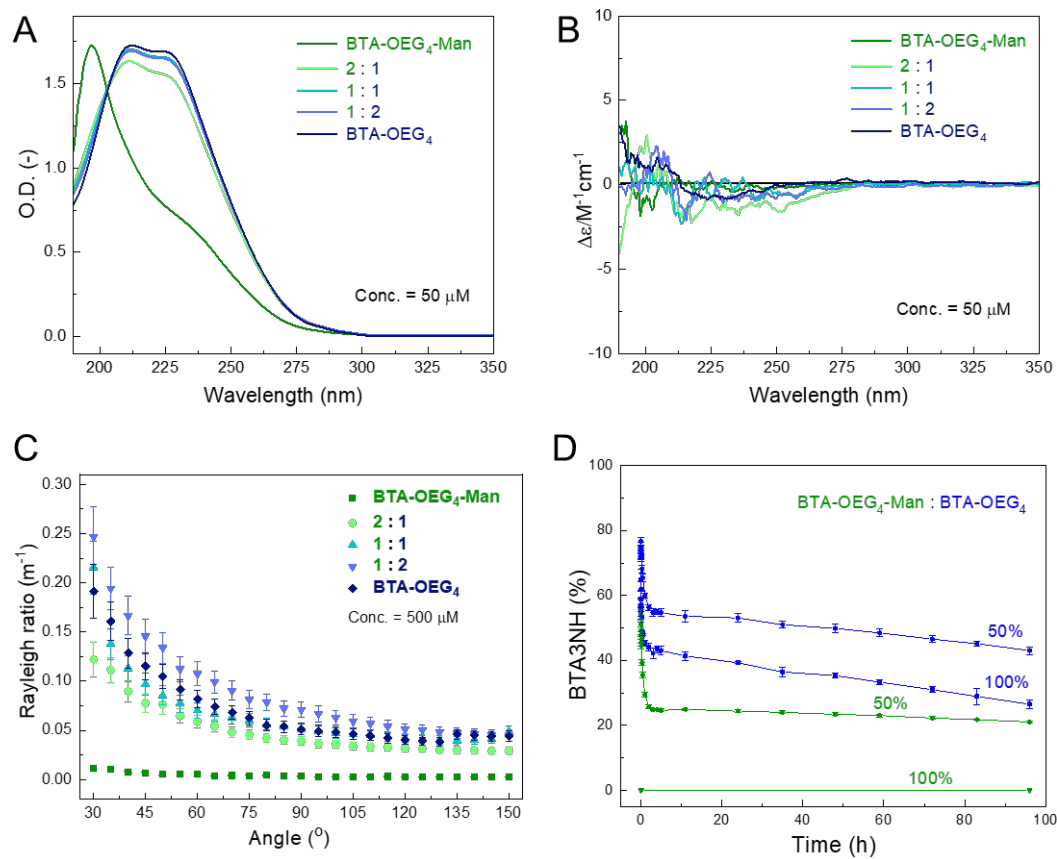 A
BTA-OEG₄-Man
2 : 1
1 : 1
1 : 2
BTA-OEG₄
Conc. = 50 μM
O.D. (-)
1.5
1.0
0.5
0.0
200 225 250 275 300 325 350
Wavelength (nm)
B
BTA-OEG₄-Man
2 : 1
1 : 1
1 : 2
BTA-OEG₄
Conc. = 50 μM
Δε/M⁻¹cm⁻¹
10
5
0
-5
-10
200 225 250 275 300 325 350
Wavelength (nm)
C
BTA-OEG₄-Man
2 : 1
1 : 1
1 : 2
BTA-OEG₄
Conc. = 500 μM
Rayleigh ratio (m⁻¹)
0.30
0.25
0.20
0.15
0.10
0.05
0.00
30 45 60 75 90 105 120 135 150
Angle (°)
D
BTA-OEG₄-Man : BTA-OEG₄
50%
100%
50%
100%
BTA3NH (%)
100
80
60
40
20
0
0 20 40 60 80 100
Time (h)